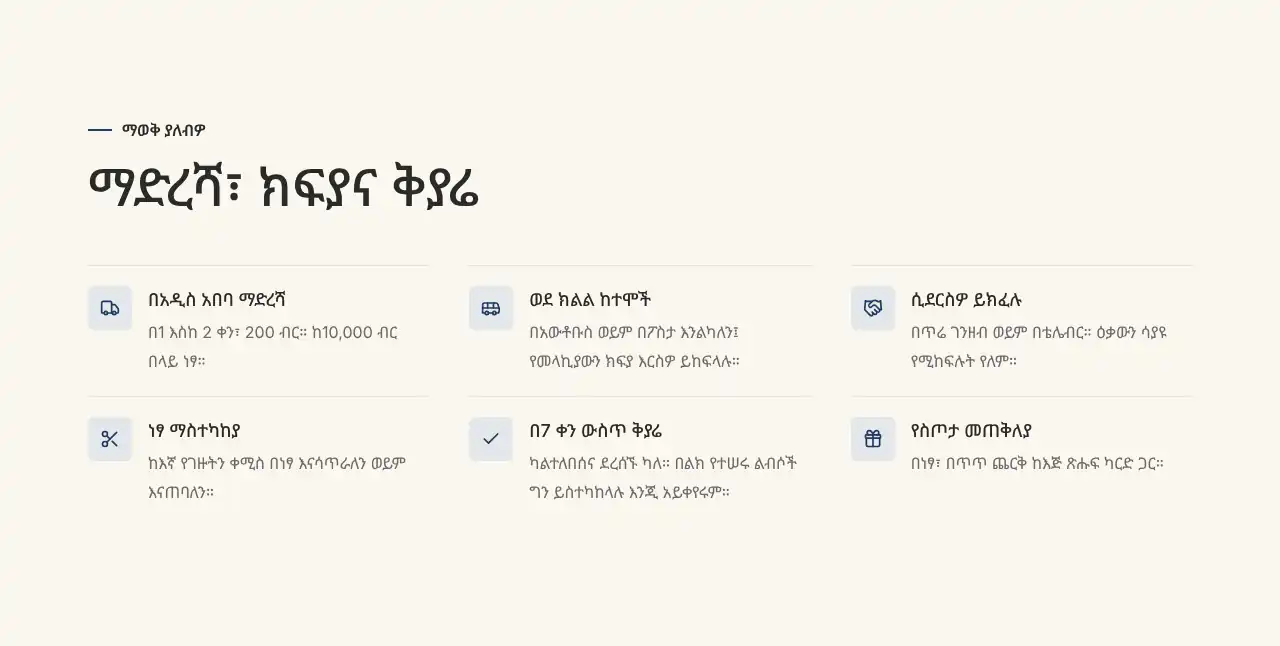 ማወቅ ያለብዎ
ማድረሻ፣ ክፍያና ቅያሬ
በአዲስ አበባ ማድረሻ
በ1 እስከ 2 ቀን፣ 200 ብር። ከ10,000 ብር
በላይ ነፃ።
ወደ ክልል ከተሞች
በአውቶቡስ ወይም በፖስታ እንልካለን፤
የመላኪያውን ክፍያ እርስዎ ይከፍላሉ።
ሲደርስዎ ይክፈሉ
በጥሬ ገንዘብ ወይም በቴሌብር። ዕቃውን ሳያዩ
የሚከፍሉት የለም።
ነፃ ማስተካከያ
ከእኛ የገዙትን ቀሚስ በነፃ እናሳጥራለን ወይም
እናጠባለን።
በ7 ቀን ውስጥ ቅያሬ
ካልተለበሰና ደረሰኙ ካለ። በልክ የተሠሩ ልብሶች
ግን ይስተካከላሉ እንጂ አይቀየሩም።
የስጦታ መጠቅለያ
በነፃ፣ በጥጥ ጨርቅ ከእጅ ጽሑፍ ካርድ ጋር።